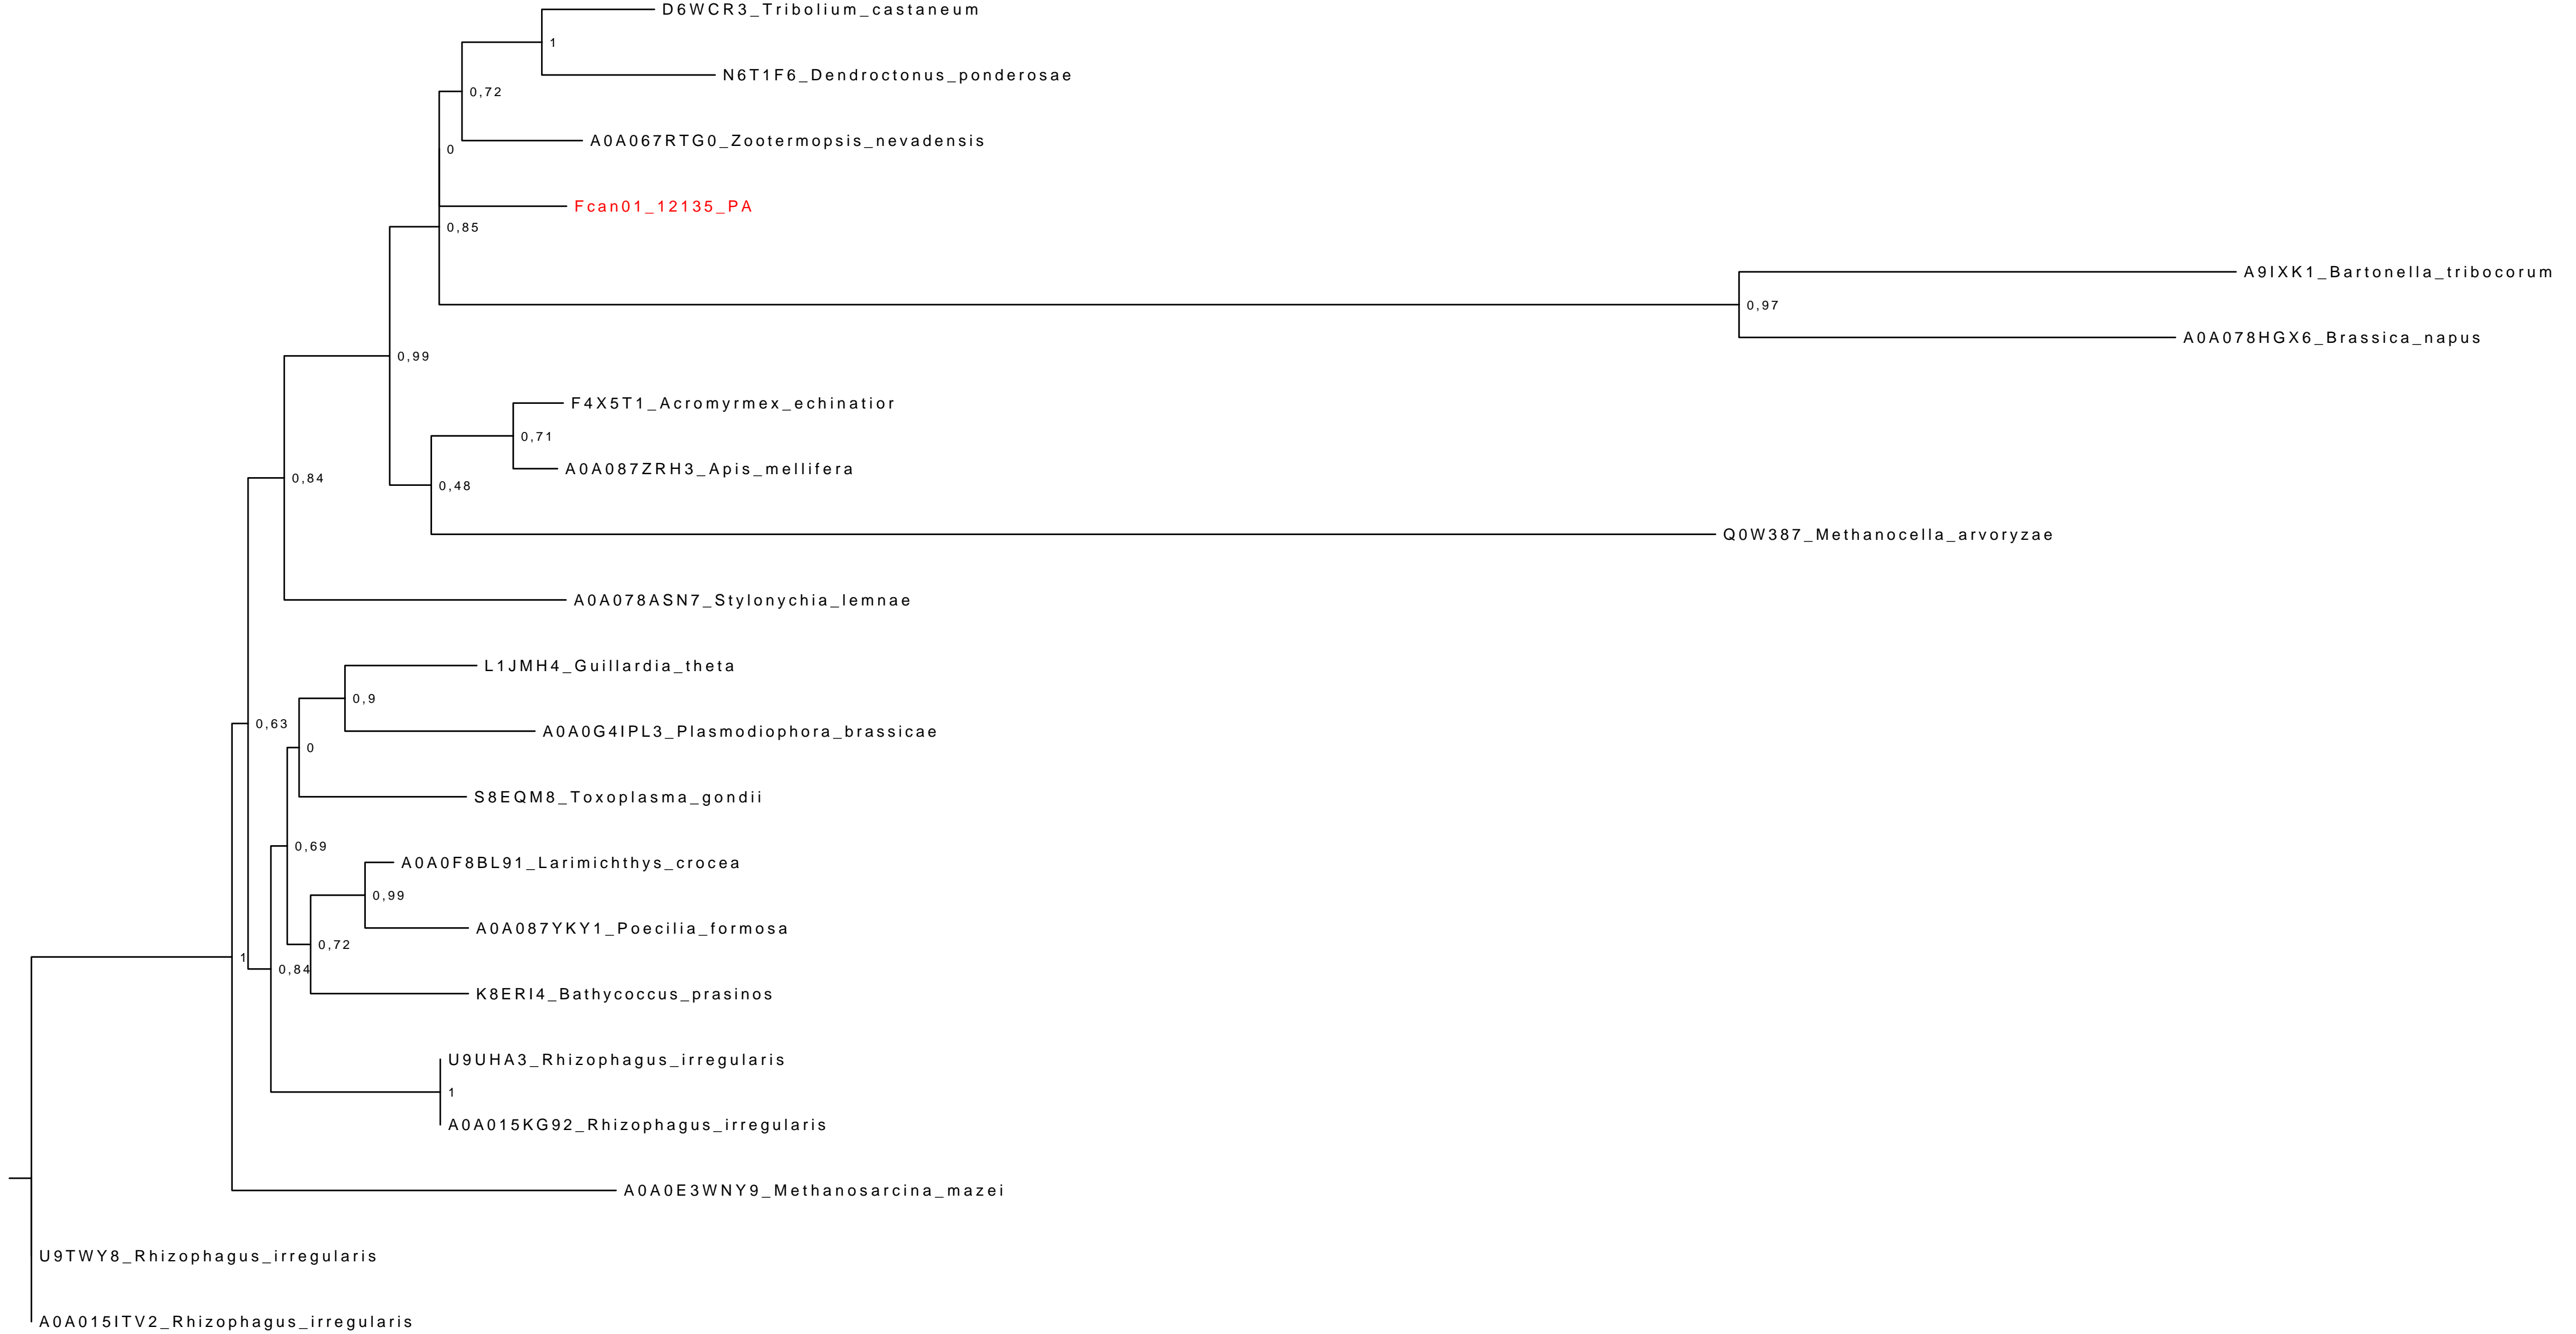 D6WCR3_Tribolium_castaneum
1
N6T1F6_Dendroctonus_ponderosae
0,72
A0A067RTG0_Zootermopsis_nevadensis
0
Fcan01_12135_PA
0,85
A9IXK1_Bartonella_tribocorum
0,97
A0A078HGX6_Brassica_napus
0,99
F4X5T1_Acromyrmex_echinatior
0,71
A0A087ZRH3_Apis_mellifera
0,84
0,48
Q0W387_Methanocella_arvoryzae
A0A078ASN7_Stylonychia_lemnae
L1JMH4_Guillardia_theta
0,9
0,63
A0A0G4IPL3_Plasmodiophora_brassicae
0
S8EQM8_Toxoplasma_gondii
0,69
A0A0F8BL91_Larimichthys_crocea
0,99
A0A087YKY1_Poecilia_formosa
0,72
1
0,84
K8ERI4_Bathycoccus_prasinos
U9UHA3_Rhizophagus_irregularis
1
A0A015KG92_Rhizophagus_irregularis
A0A0E3WNY9_Methanosarcina_mazei
U9TWY8_Rhizophagus_irregularis
A0A015ITV2_Rhizophagus_irregularis